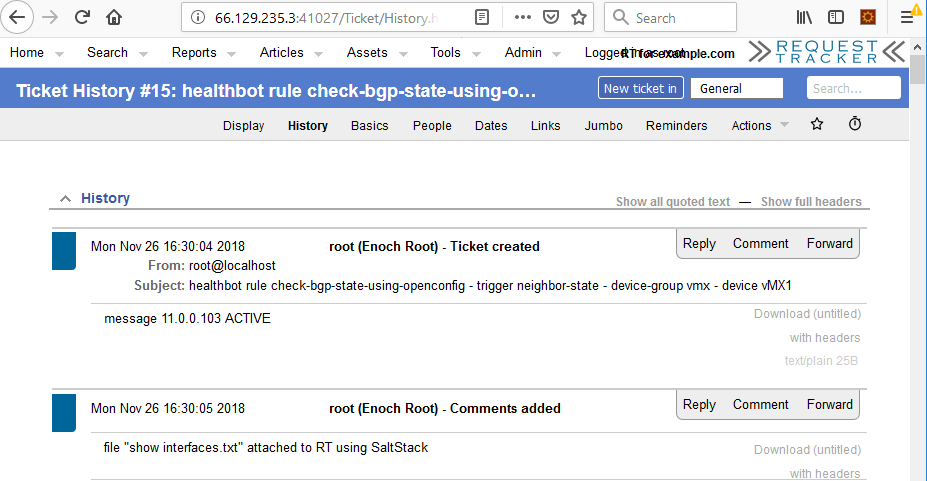 66.129.235.3:41027/Ticket/History.h
Search
Home Search Reports Articles Assets Tools Admin Logged in as root RT for example.com REQUEST TRACKER
Ticket History #15: healthbot rule check-bgp-state-using-o… New ticket in General Search...
Display History Basics People Dates Links Jumbo Reminders Actions
History Show all quoted text — Show full headers
Mon Nov 26 16:30:04 2018 root (Enoch Root) - Ticket created Reply Comment Forward
From: root@localhost
Subject: healthbot rule check-bgp-state-using-openconfig - trigger neighbor-state - device-group vmx - device vMX1
message 11.0.0.103 ACTIVE Download (untitled)
with headers
text/plain 25B
Mon Nov 26 16:30:05 2018 root (Enoch Root) - Comments added Reply Comment Forward
file "show interfaces.txt" attached to RT using SaltStack Download (untitled)
with headers